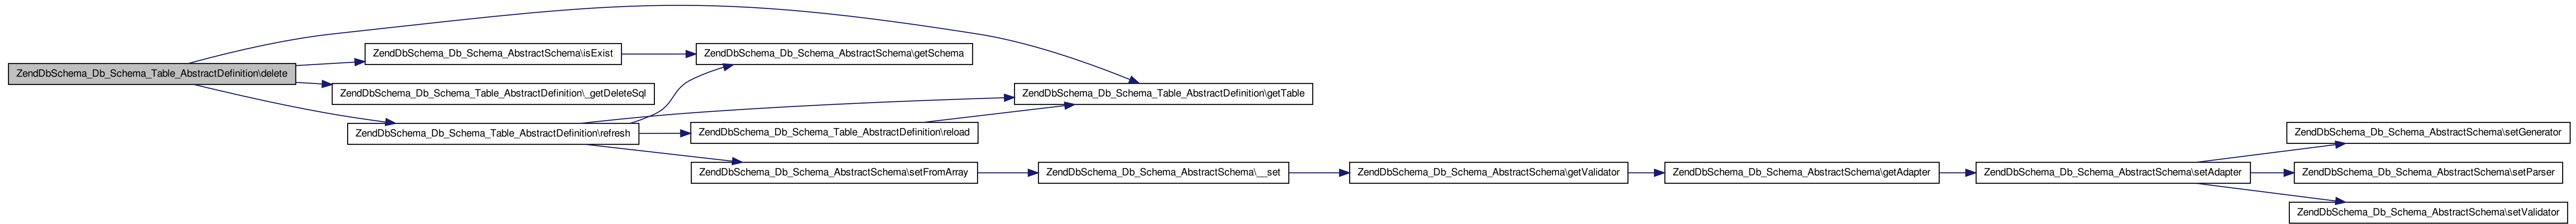 ZendDbSchema_Db_Schema_Table_AbstractDefinition\delete
ZendDbSchema_Db_Schema_AbstractSchema\isExist
ZendDbSchema_Db_Schema_AbstractSchema\getSchema
ZendDbSchema_Db_Schema_Table_AbstractDefinition\_getDeleteSql
ZendDbSchema_Db_Schema_Table_AbstractDefinition\getTable
ZendDbSchema_Db_Schema_Table_AbstractDefinition\refresh
ZendDbSchema_Db_Schema_Table_AbstractDefinition\reload
ZendDbSchema_Db_Schema_AbstractSchema\setFromArray
ZendDbSchema_Db_Schema_AbstractSchema\__set
ZendDbSchema_Db_Schema_AbstractSchema\getValidator
ZendDbSchema_Db_Schema_AbstractSchema\getAdapter
ZendDbSchema_Db_Schema_AbstractSchema\setAdapter
ZendDbSchema_Db_Schema_AbstractSchema\setGenerator
ZendDbSchema_Db_Schema_AbstractSchema\setParser
ZendDbSchema_Db_Schema_AbstractSchema\setValidator